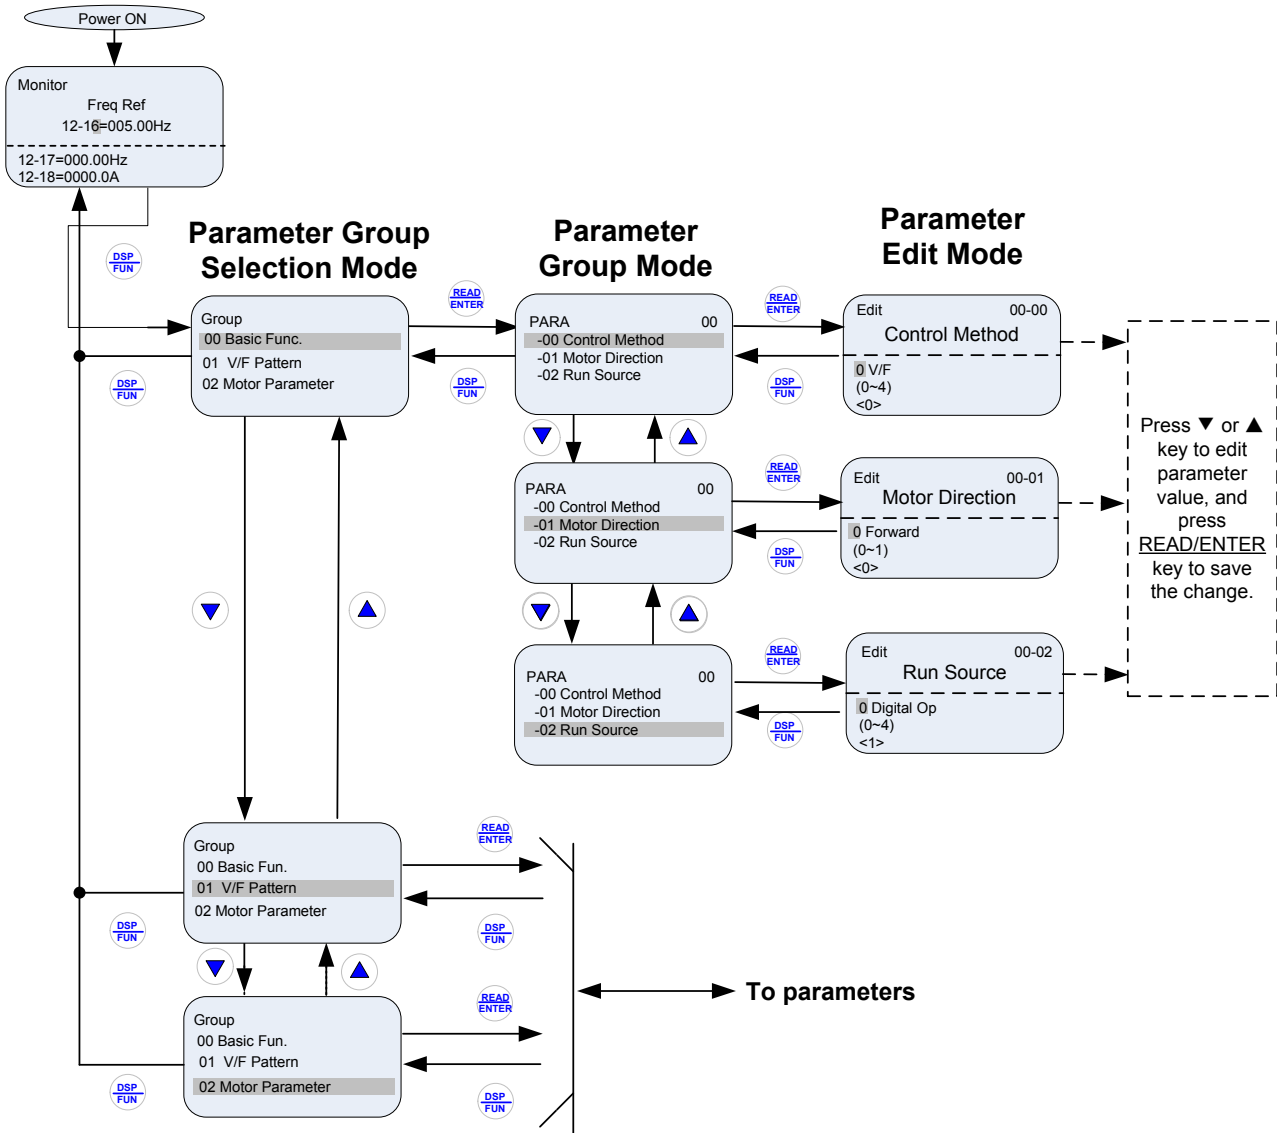 Power ON
Monitor
Freq Ref
12-16=005.00Hz
12-17=000.00Hz
12-18=0000.0A
DSP
FUN
Parameter Group
Selection Mode
Parameter
Group Mode
Parameter
Edit Mode
Group
00 Basic Func.
01 V/F Pattern
02 Motor Parameter
DSP
FUN
READ
ENTER
DSP
FUN
PARA 00
-00 Control Method
-01 Motor Direction
-02 Run Source
READ
ENTER
DSP
FUN
Edit 00-00
Control Method
0 V/F
(0~4)
<0>
▼
▲
PARA 00
-00 Control Method
-01 Motor Direction
-02 Run Source
READ
ENTER
DSP
FUN
Edit 00-01
Motor Direction
0 Forward
(0~1)
<0>
▼
▲
▼
▲
PARA 00
-00 Control Method
-01 Motor Direction
-02 Run Source
READ
ENTER
DSP
FUN
Edit 00-02
Run Source
0 Digital Op
(0~4)
<1>
Press ▼ or ▲
key to edit
parameter
value, and
press
READ/ENTER
key to save
the change.
Group
00 Basic Fun.
01 V/F Pattern
02 Motor Parameter
READ
ENTER
DSP
FUN
DSP
FUN
▼
▲
Group
00 Basic Fun.
01 V/F Pattern
02 Motor Parameter
READ
ENTER
DSP
FUN
DSP
FUN
To parameters